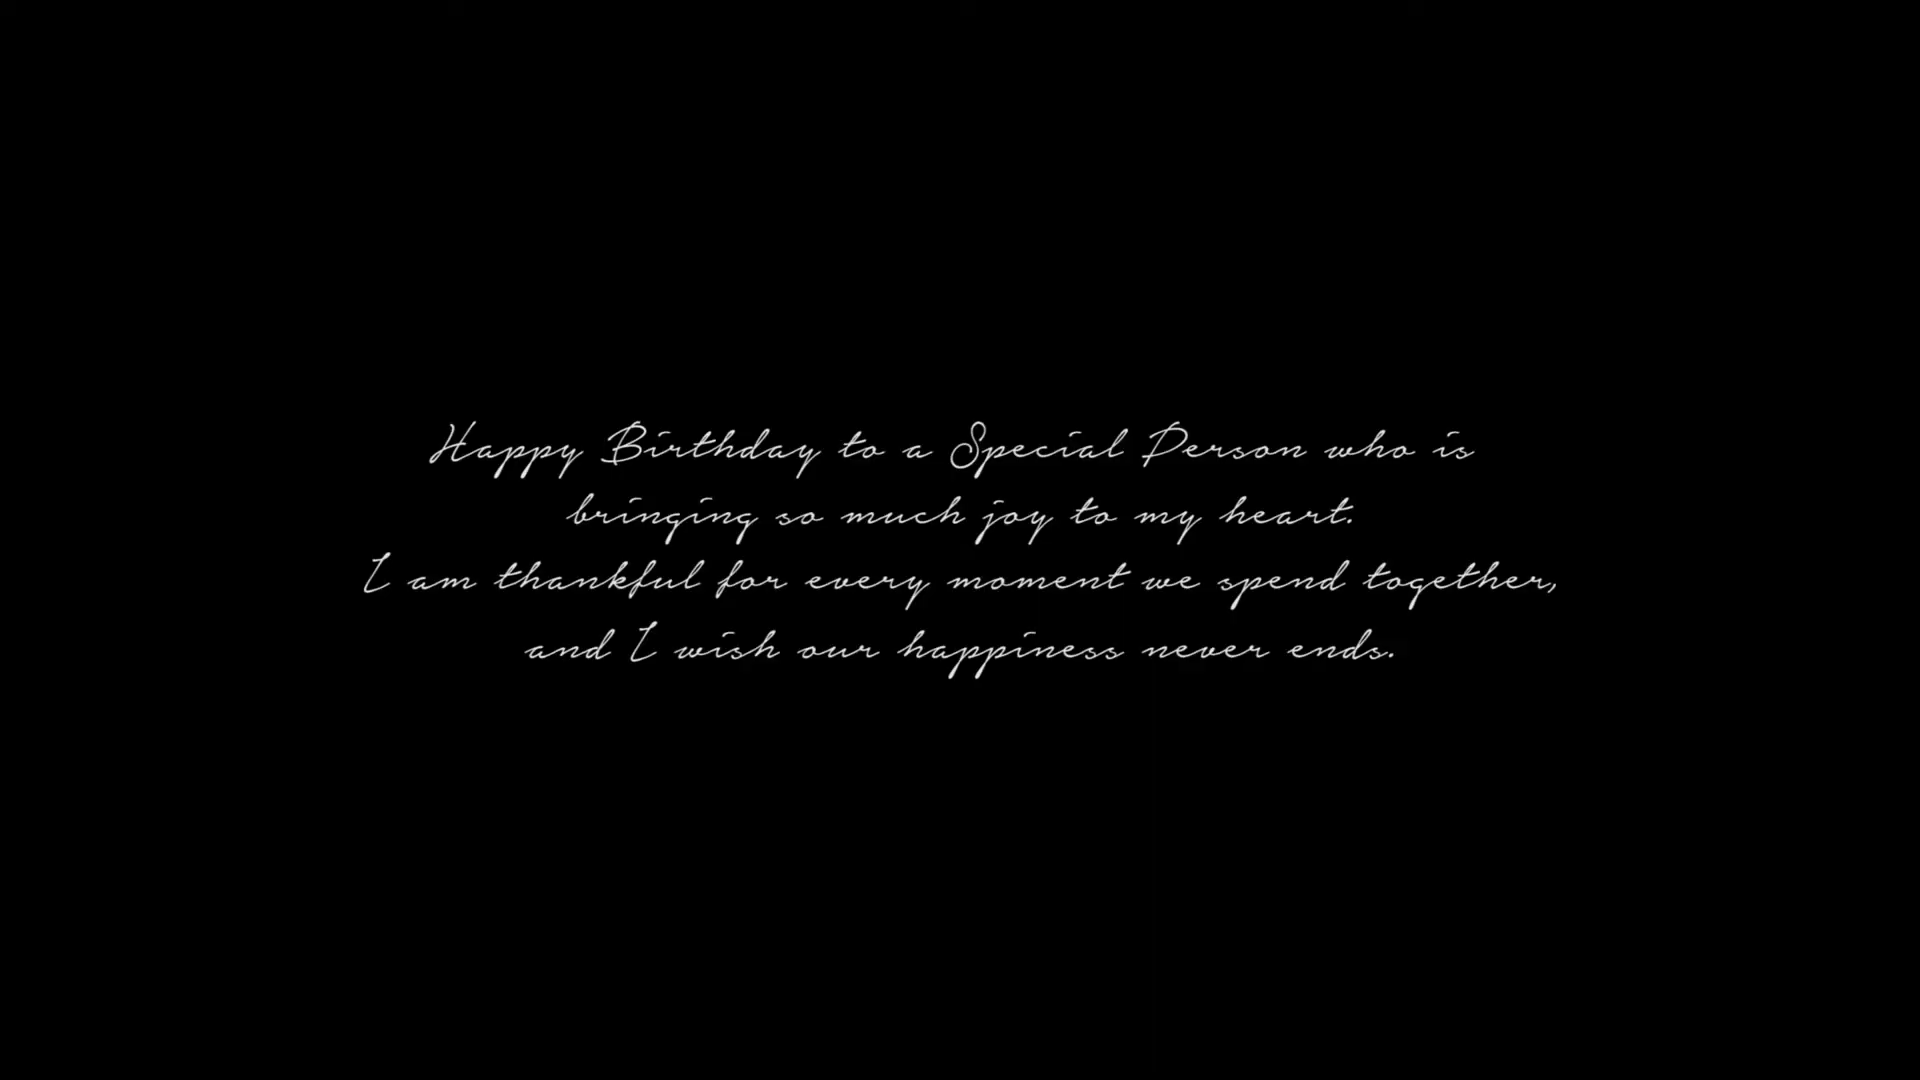 Happy Birthday to a Special Person who is
bringing so much joy to my heart.
I am thankful for every moment we spend together,
and I wish our happiness never ends.